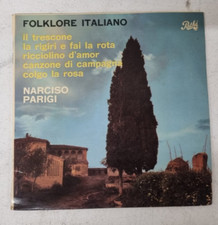 FOLKLORE ITALIANO
Pathé
il trescone
la rigiri e fai la rota
ricciolino d'amor
canzone di campagna
colgo la rosa
NARCISO
PARIGI